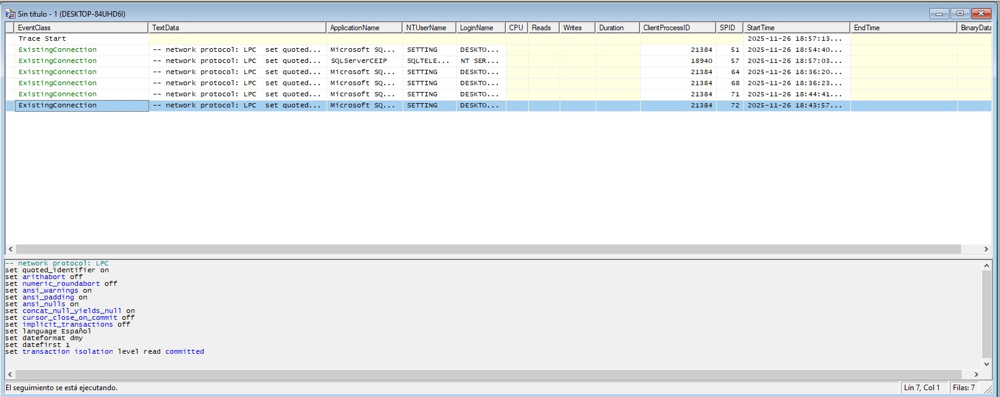 Sin título - 1 (DESKTOP-84UHD6I)
EventClass TextData ApplicationName NTUserName LoginName CPU Reads Writes Duration ClientProcessID SPID StartTime EndTime BinaryData
Trace Start 2025-11-26 18:57:13...
ExistingConnection -- network protocol: LPC set quoted... Microsoft SQ... SETTING DESKTO... 21384 51 2025-11-26 18:54:40...
ExistingConnection -- network protocol: LPC set quoted... SQLServerCEIP SQLTELE... NT SER... 18940 57 2025-11-26 18:57:03...
ExistingConnection -- network protocol: LPC set quoted... Microsoft SQ... SETTING DESKTO... 21384 64 2025-11-26 18:36:20...
ExistingConnection -- network protocol: LPC set quoted... Microsoft SQ... SETTING DESKTO... 21384 68 2025-11-26 18:36:23...
ExistingConnection -- network protocol: LPC set quoted... Microsoft SQ... SETTING DESKTO... 21384 71 2025-11-26 18:44:41...
ExistingConnection -- network protocol: LPC set quoted... Microsoft SQ... SETTING DESKTO... 21384 72 2025-11-26 18:43:57...
-- network protocol: LPC
set quoted_identifier on
set arithabort off
set numeric_roundabort off
set ansi_warnings on
set ansi_padding on
set ansi_nulls on
set concat_null_yields_null on
set cursor_close_on_commit off
set implicit_transactions off
set language Español
set dateformat dmy
set datefirst 1
set transaction isolation level read committed
El seguimiento se está ejecutando. Lín 7, Col 1 Filas: 7